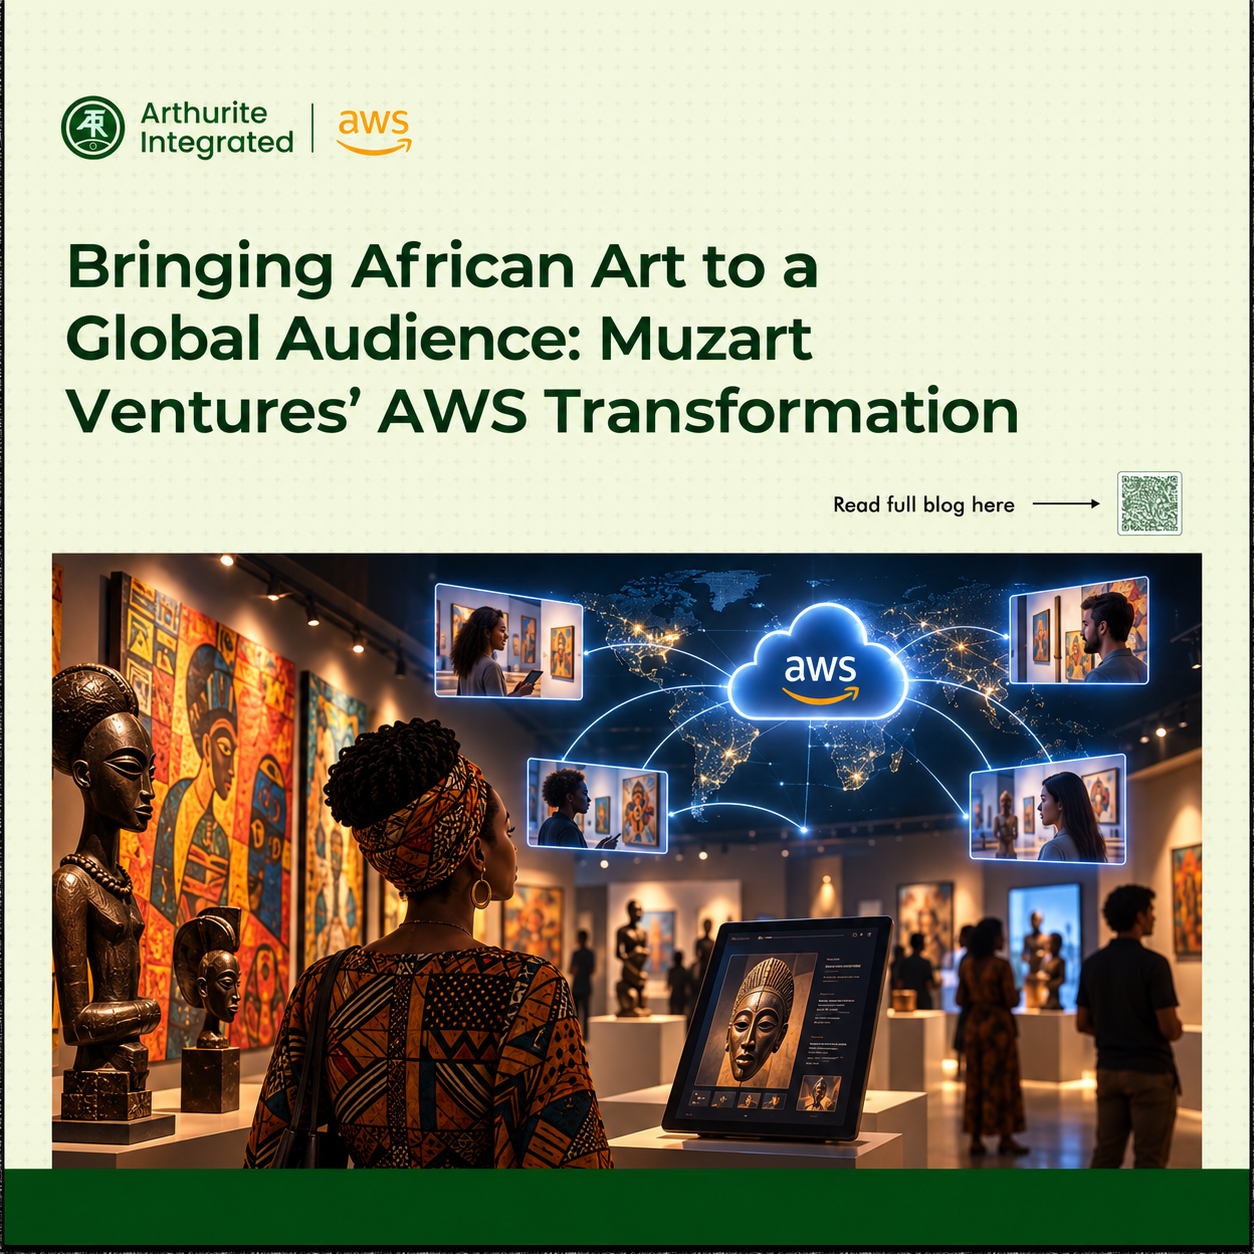 Arthurite
Integrated
aws
Bringing African Art to a
Global Audience: Muzart
Ventures’ AWS Transformation
Read full blog here
aws